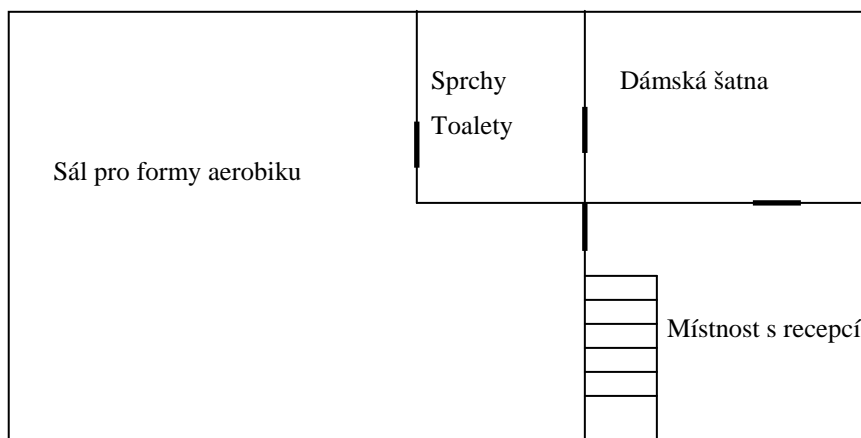 Sprchy
Toalety
Dámská šatna
Sál pro formy aerobiku
Místnost s recepcí